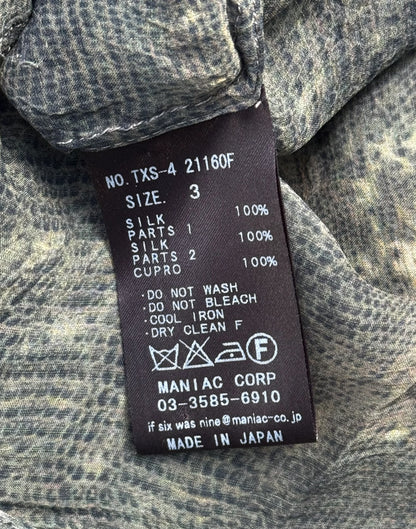 NO.TXS-4 21160F
SIZE. 3
SILK 100%
PARTS 1
SILK 100%
PARTS 2
CUPRO 100%
·DO NOT WASH
·DO NOT BLEACH
·COOL IRON
·DRY CLEAN F
F
MANIAC CORP
03-3585-6910
if six was nine@maniac-co.jp
MADE IN JAPAN